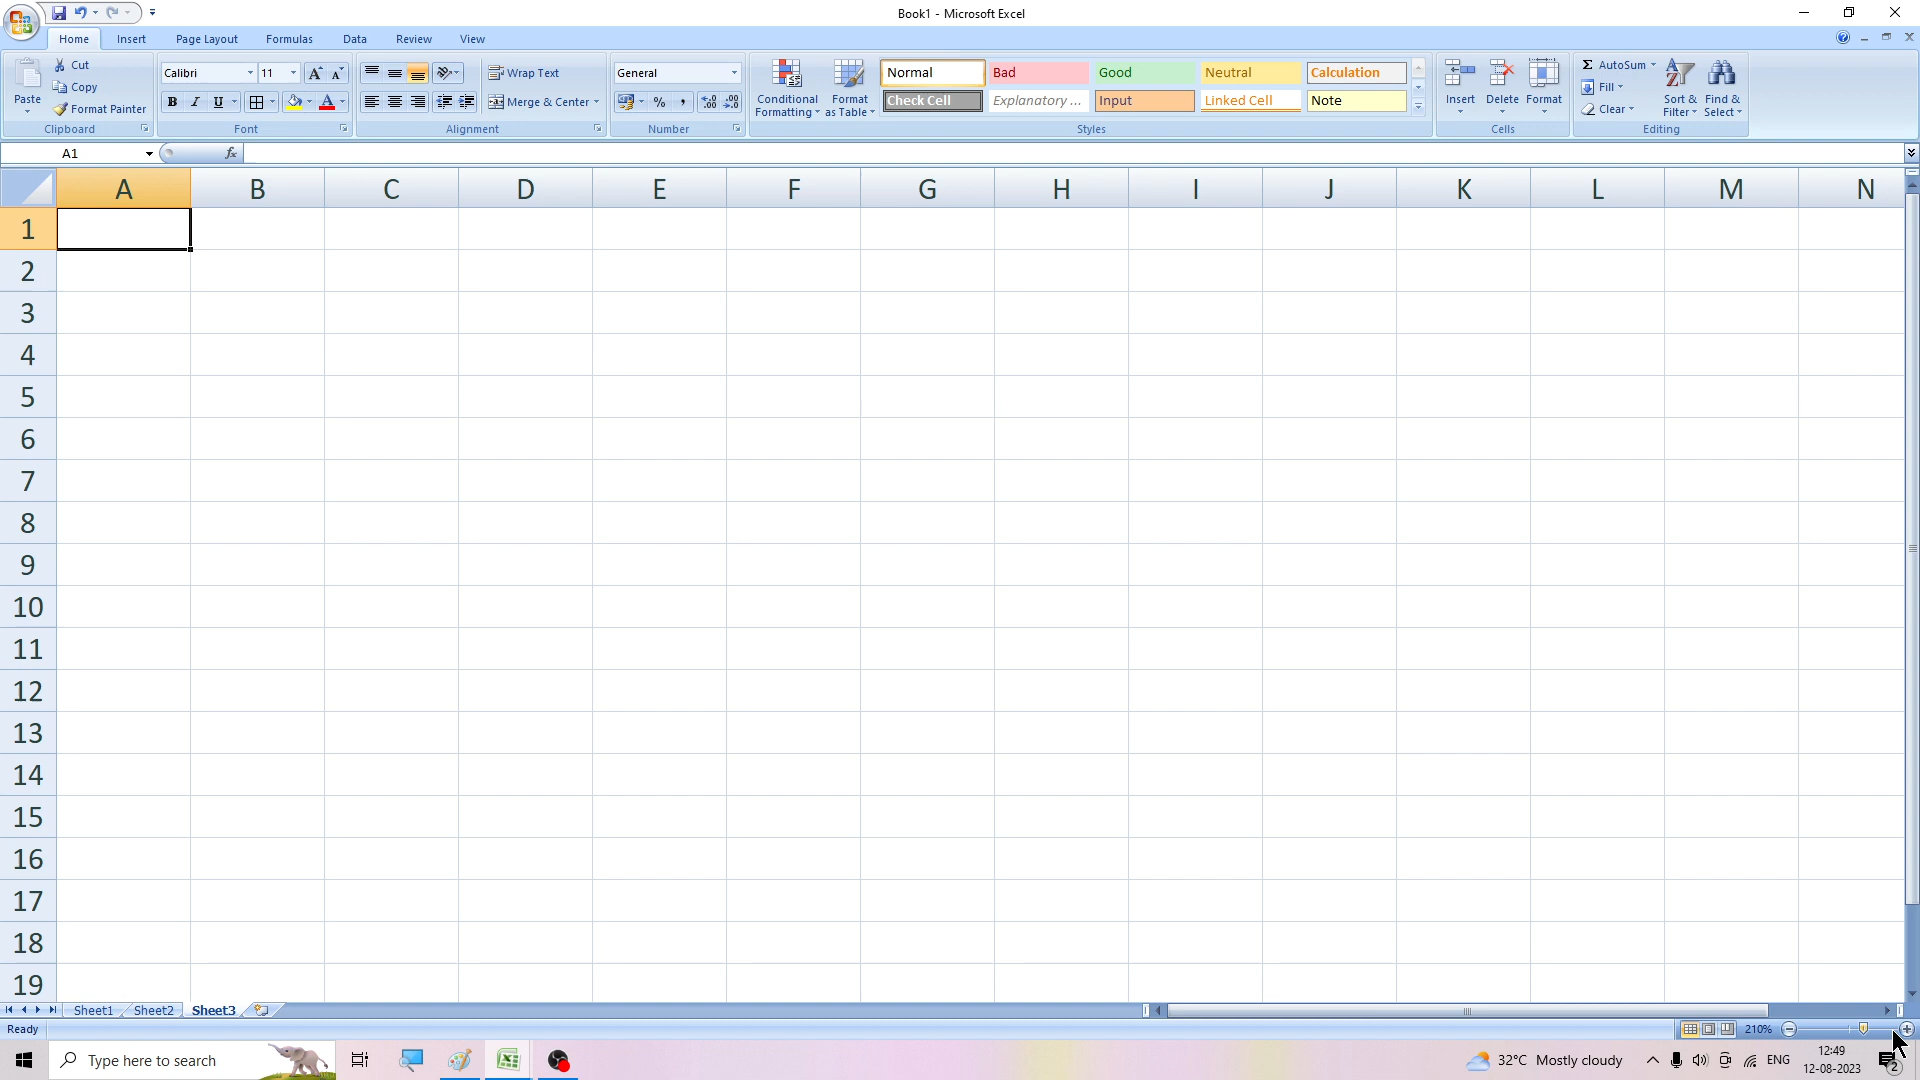 Book1 - Microsoft Excel
Home Insert Page Layout Formulas Data Review View
Paste
Cut
Copy
Format Painter
Clipboard
Calibri 11
B I U
Font
Wrap Text
Merge & Center
Alignment
General
% ,
Number
Conditional Formatting
Format as Table
Normal Bad Good Neutral Calculation
Check Cell Explanatory ... Input Linked Cell Note
Styles
Insert Delete Format
Cells
Σ AutoSum
Fill
Clear
Sort & Filter
Find & Select
Editing
A1 fx
A B C D E F G H I J K L M N
1
2
3
4
5
6
7
8
9
10
11
12
13
14
15
16
17
18
19
Sheet1 Sheet2 Sheet3
Ready 210%
Type here to search
32°C Mostly cloudy
ENG
12:49
12-08-2023
2